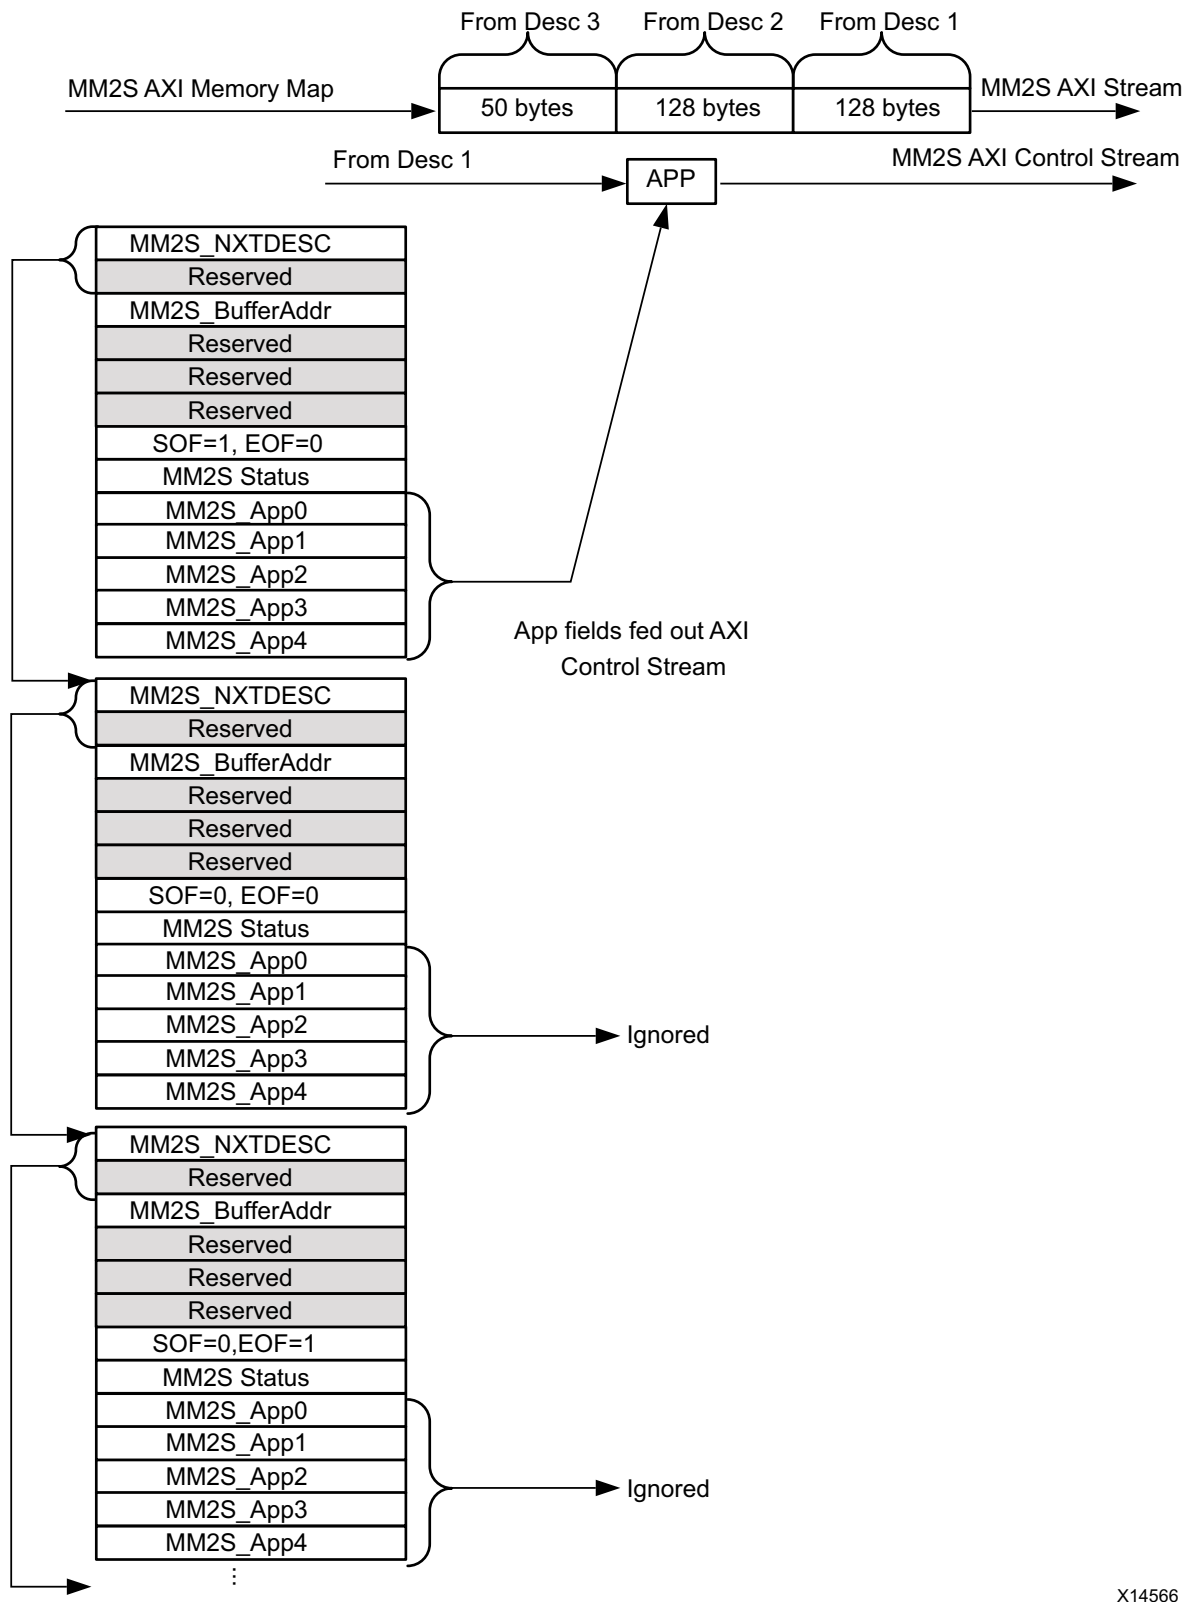 From Desc 3 From Desc 2 From Desc 1
MM2S AXI Memory Map
50 bytes 128 bytes 128 bytes
MM2S AXI Stream
From Desc 1
APP
MM2S AXI Control Stream
MM2S_NXTDESC
Reserved
MM2S_BufferAddr
Reserved
Reserved
Reserved
SOF=1, EOF=0
MM2S Status
MM2S_App0
MM2S_App1
MM2S_App2
MM2S_App3
MM2S_App4
App fields fed out AXI
Control Stream
MM2S_NXTDESC
Reserved
MM2S_BufferAddr
Reserved
Reserved
Reserved
SOF=0, EOF=0
MM2S Status
MM2S_App0
MM2S_App1
MM2S_App2
MM2S_App3
MM2S_App4
Ignored
MM2S_NXTDESC
Reserved
MM2S_BufferAddr
Reserved
Reserved
Reserved
SOF=0,EOF=1
MM2S Status
MM2S_App0
MM2S_App1
MM2S_App2
MM2S_App3
MM2S_App4
Ignored
...
X14566